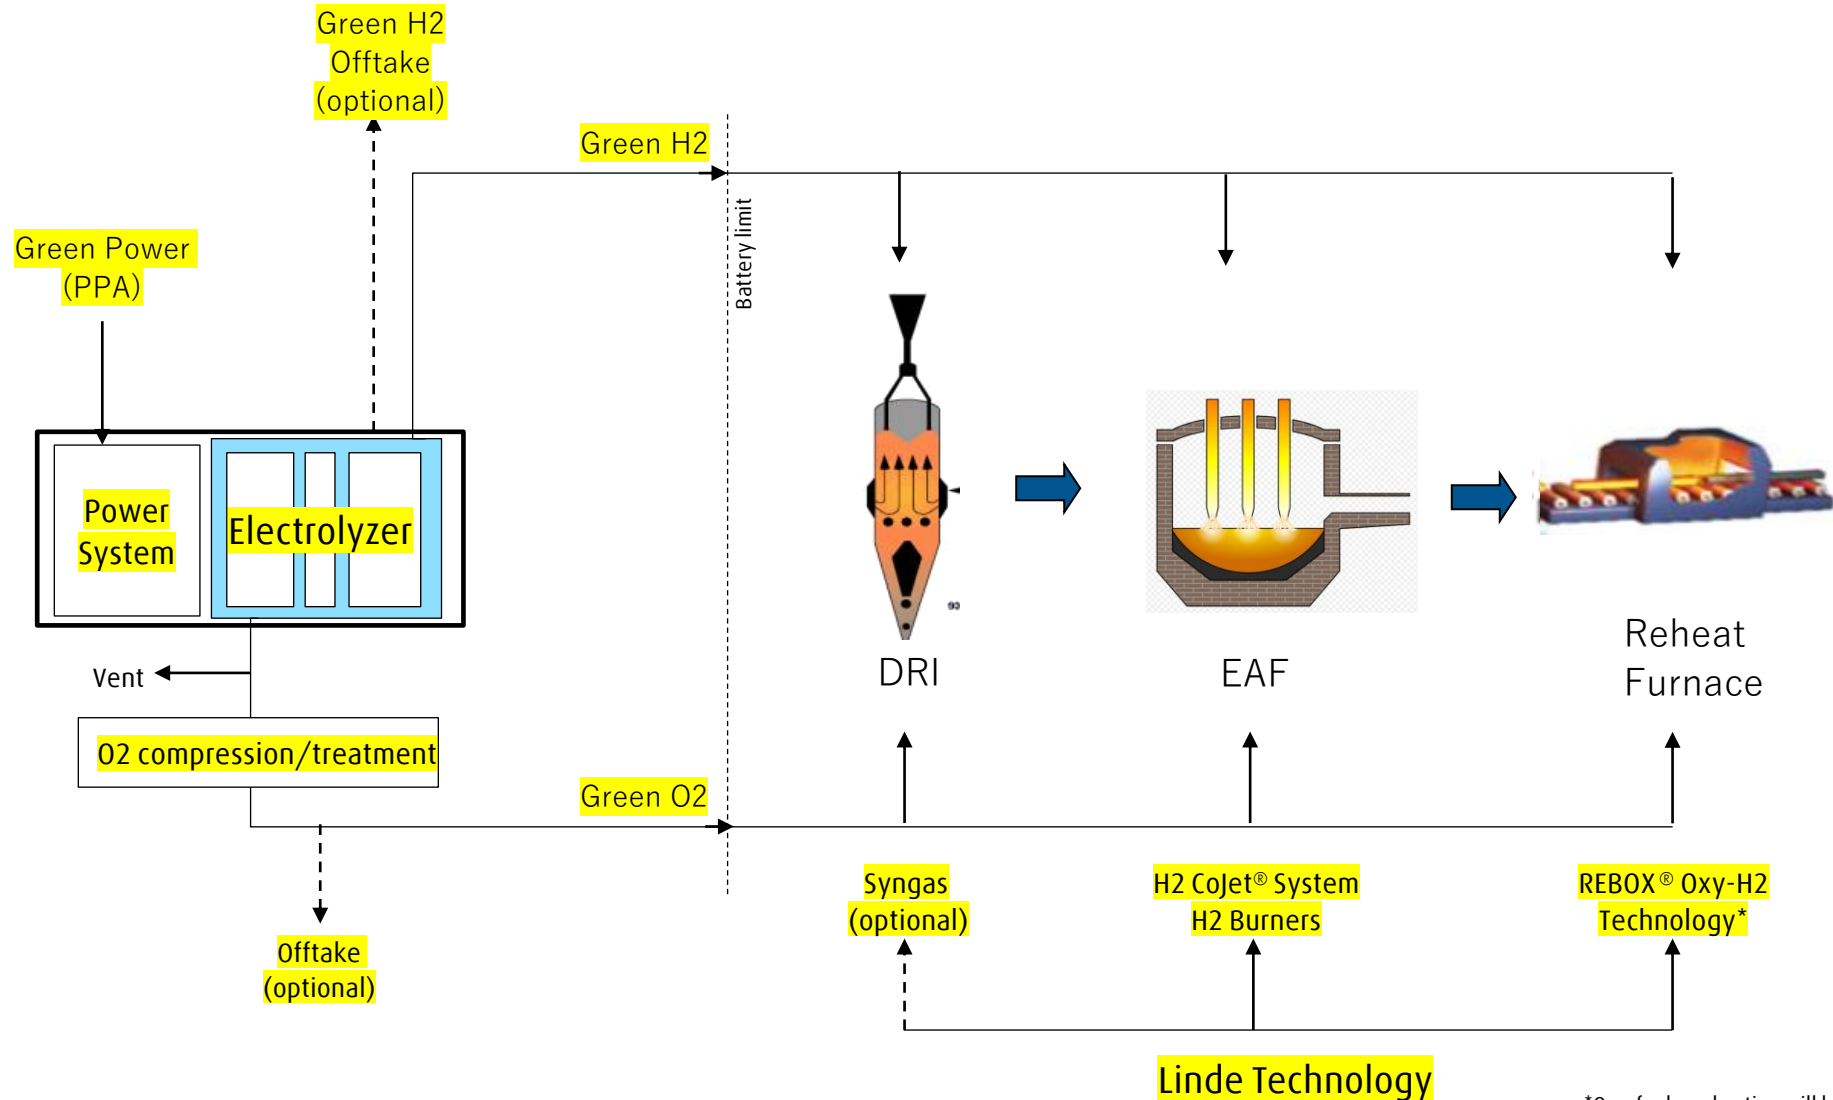 Green H2
Offtake
(optional)
Green H2
Battery limit
Green Power
(PPA)
Power
System
Electrolyzer
Vent
O2 compression/treatment
Green O2
Offtake
(optional)
DRI
EAF
Reheat
Furnace
Syngas
(optional)
H2 CoJet® System
H2 Burners
REBOX® Oxy-H2
Technology*
Linde Technology